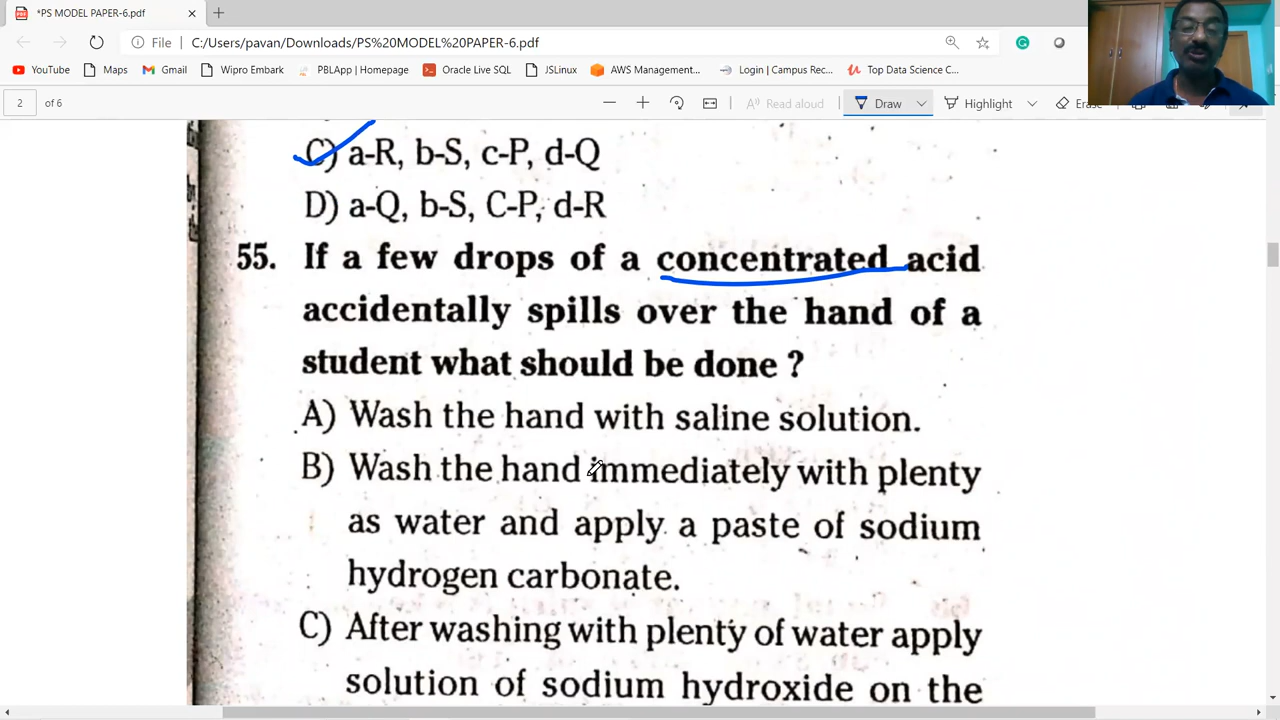 *PS MODEL PAPER-6.pdf
File
C:/Users/pavan/Downloads/PS%20MODEL%20PAPER-6.pdf
YouTube Maps Gmail Wipro Embark PBLApp | Homepage Oracle Live SQL JSLinux AWS Management... Login | Campus Rec... Top Data Science C...
2 of 6 Read aloud Draw Highlight Erase
C) a-R, b-S, c-P, d-Q
D) a-Q, b-S, C-P, d-R
55. If a few drops of a concentrated acid
accidentally spills over the hand of a
student what should be done ?
A) Wash the hand with saline solution.
B) Wash the hand immediately with plenty
as water and apply a paste of sodium
hydrogen carbonate.
C) After washing with plenty of water apply
solution of sodium hydroxide on the